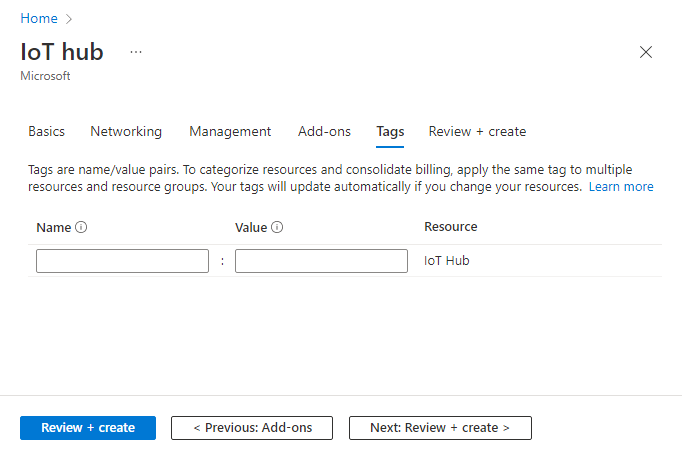 Home >
IoT hub ...
Microsoft
Basics Networking Management Add-ons Tags Review + create
Tags are name/value pairs. To categorize resources and consolidate billing, apply the same tag to multiple
resources and resource groups. Your tags will update automatically if you change your resources. Learn more
Name Value Resource
: IoT Hub
Review + create < Previous: Add-ons Next: Review + create >